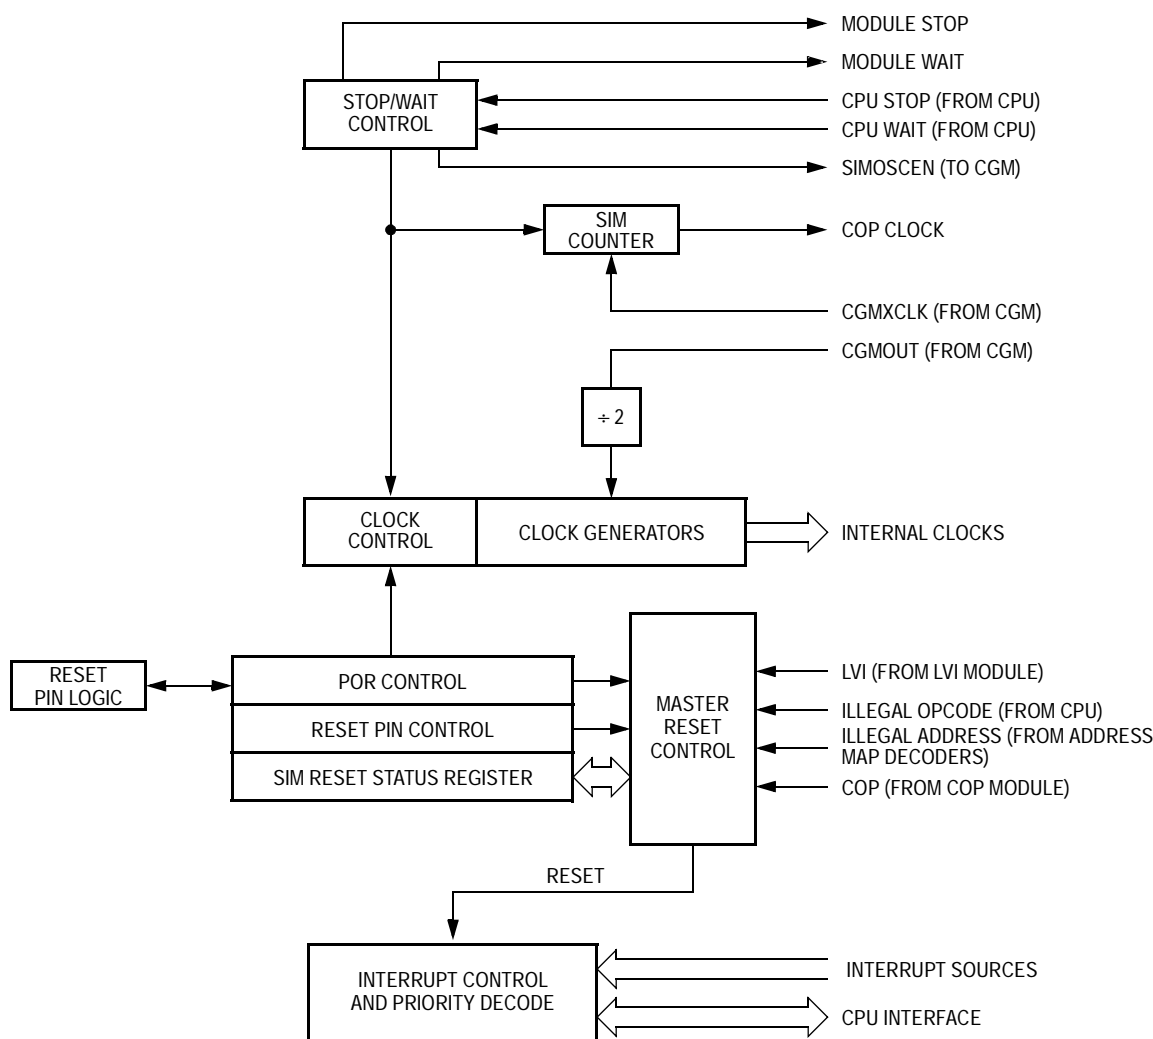 MODULE STOP
MODULE WAIT
STOP/WAIT
CONTROL
CPU STOP (FROM CPU)
CPU WAIT (FROM CPU)
SIMOSCEN (TO CGM)
SIM
COUNTER
COP CLOCK
CGMXCLK (FROM CGM)
CGMOUT (FROM CGM)
÷ 2
CLOCK
CONTROL
CLOCK GENERATORS
INTERNAL CLOCKS
RESET
PIN LOGIC
POR CONTROL
RESET PIN CONTROL
SIM RESET STATUS REGISTER
MASTER
RESET
CONTROL
LVI (FROM LVI MODULE)
ILLEGAL OPCODE (FROM CPU)
ILLEGAL ADDRESS (FROM ADDRESS
MAP DECODERS)
COP (FROM COP MODULE)
RESET
INTERRUPT CONTROL
AND PRIORITY DECODE
INTERRUPT SOURCES
CPU INTERFACE